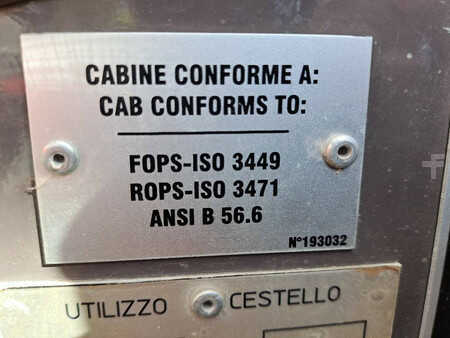 CABINE CONFORME A:
CAB CONFORMS TO:
FOPS-ISO 3449
ROPS-ISO 3471
ANSI B 56.6
N°193032
UTILIZZO CESTELLO